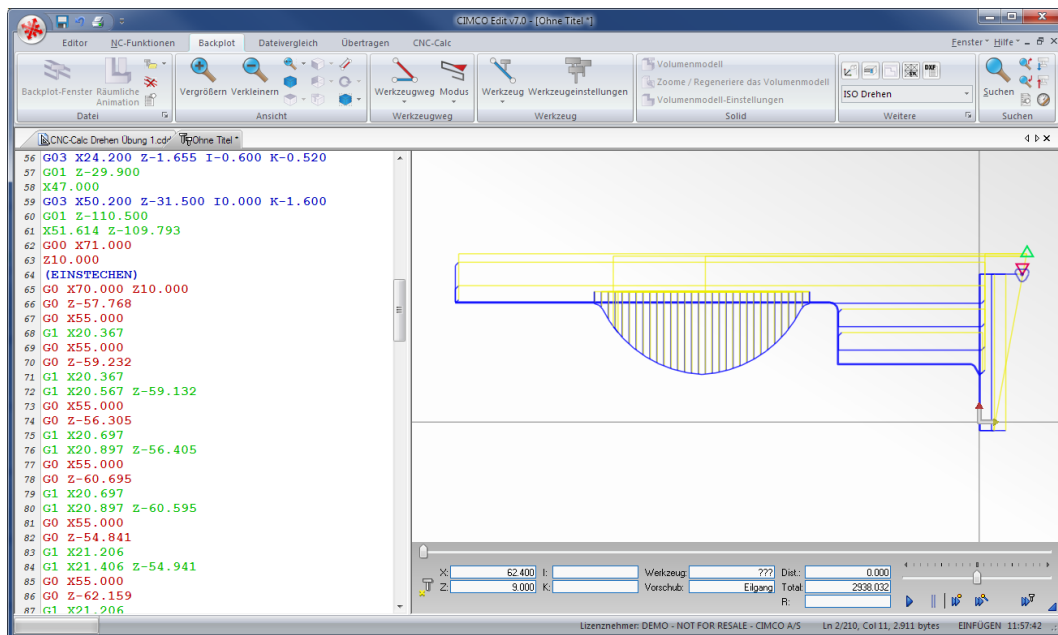 CIMCO Edit v7.0 - [Ohne Titel *]
Editor NC-Funktionen Backplot Dateivergleich Übertragen CNC-Calc Fenster Hilfe
Backplot-Fenster Räumliche Animation
Vergrößern Verkleinern
Werkzeugweg Modus
Werkzeug Werkzeugeinstellungen
Volumenmodell
Zoome / Regeneriere das Volumenmodell
Volumenmodell-Einstellungen
DXF
ISO Drehen
Suchen
Datei Ansicht Werkzeugweg Werkzeug Solid Weitere Suchen
CNC-Calc Drehen Übung 1.cdd Ohne Titel *
56 G03 X24.200 Z-1.655 I-0.600 K-0.520
57 G01 Z-29.900
58 X47.000
59 G03 X50.200 Z-31.500 I0.000 K-1.600
60 G01 Z-110.500
61 X51.614 Z-109.793
62 G00 X71.000
63 Z10.000
64 (EINSTECHEN)
65 G0 X70.000 Z10.000
66 G0 Z-57.768
67 G0 X55.000
68 G1 X20.367
69 G0 X55.000
70 G0 Z-59.232
71 G1 X20.367
72 G1 X20.567 Z-59.132
73 G0 X55.000
74 G0 Z-56.305
75 G1 X20.697
76 G1 X20.897 Z-56.405
77 G0 X55.000
78 G0 Z-60.695
79 G1 X20.697
80 G1 X20.897 Z-60.595
81 G0 X55.000
82 G0 Z-54.841
83 G1 X21.206
84 G1 X21.406 Z-54.941
85 G0 X55.000
86 G0 Z-62.159
87 G1 X21.206
X: 62.400 I: Werkzeug: ??? Dist.: 0.000
Z: 9.000 K: Vorschub: Eilgang Total: 2938.032
R:
Lizenznehmer: DEMO - NOT FOR RESALE - CIMCO A/S Ln 2/210, Col 11, 2.911 bytes EINFÜGEN 11:57:42